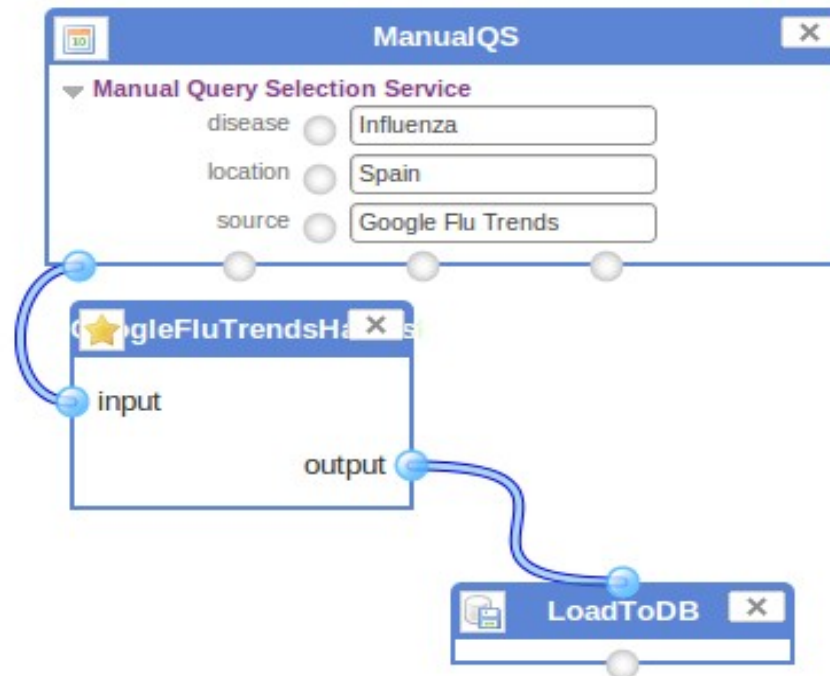 ManualQS
Manual Query Selection Service
disease Influenza
location Spain
source Google Flu Trends
input
output
LoadToDB